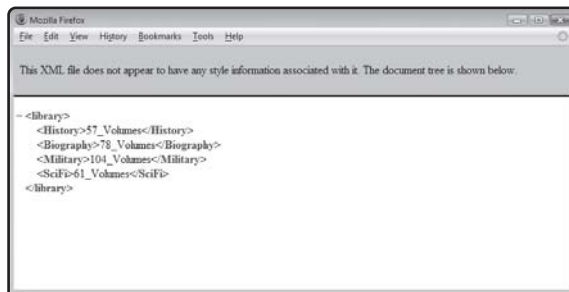 Mozilla Firefox
File Edit View History Bookmarks Tools Help
This XML file does not appear to have any style information associated with it. The document tree is shown below.
− <library>
<History>57_Volumes</History>
<Biography>78_Volumes</Biography>
<Military>104_Volumes</Military>
<SciFi>61_Volumes</SciFi>
</library>